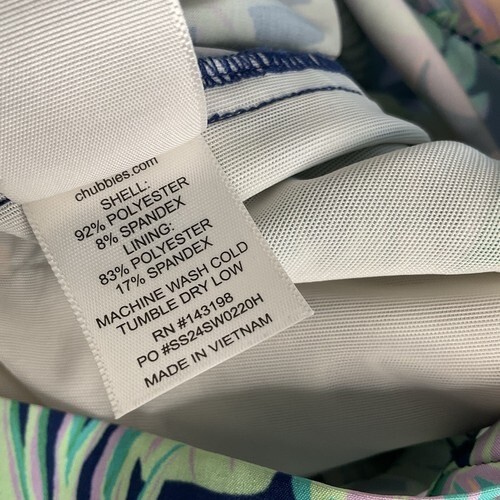 chubbies.com
SHELL:
92% POLYESTER
8% SPANDEX
LINING:
83% POLYESTER
17% SPANDEX
MACHINE WASH COLD
TUMBLE DRY LOW
RN #143198
PO #SS24SW0220H
MADE IN VIETNAM